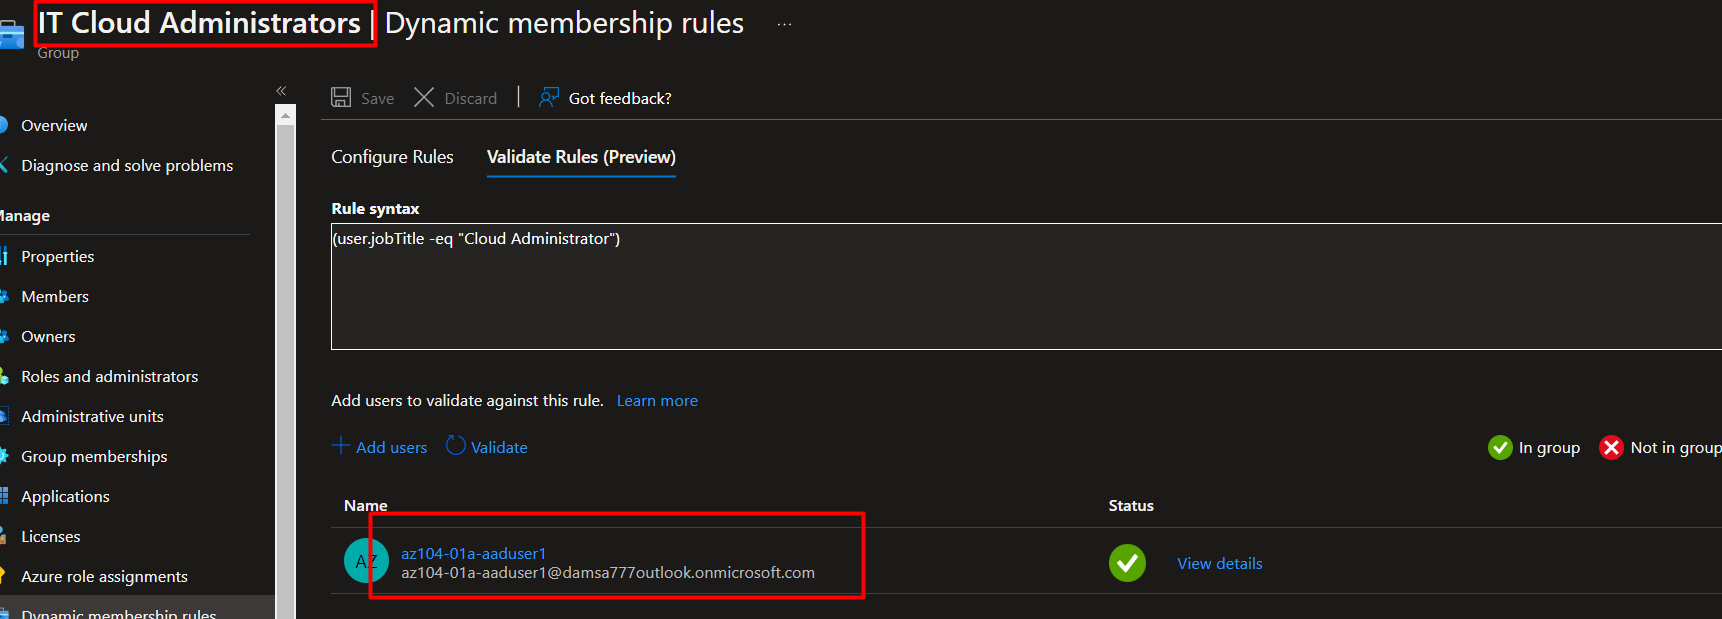 IT Cloud Administrators | Dynamic membership rules ...
Group
«
Save Discard | Got feedback?
Overview
Diagnose and solve problems
Manage
Properties
Members
Owners
Roles and administrators
Administrative units
Group memberships
Applications
Licenses
Azure role assignments
Dynamic membership rules
Configure Rules Validate Rules (Preview)
Rule syntax
(user.jobTitle -eq "Cloud Administrator")
Add users to validate against this rule. Learn more
Add users Validate In group Not in group
Name Status
AZ
az104-01a-aaduser1
az104-01a-aaduser1@damsa777outlook.onmicrosoft.com
View details